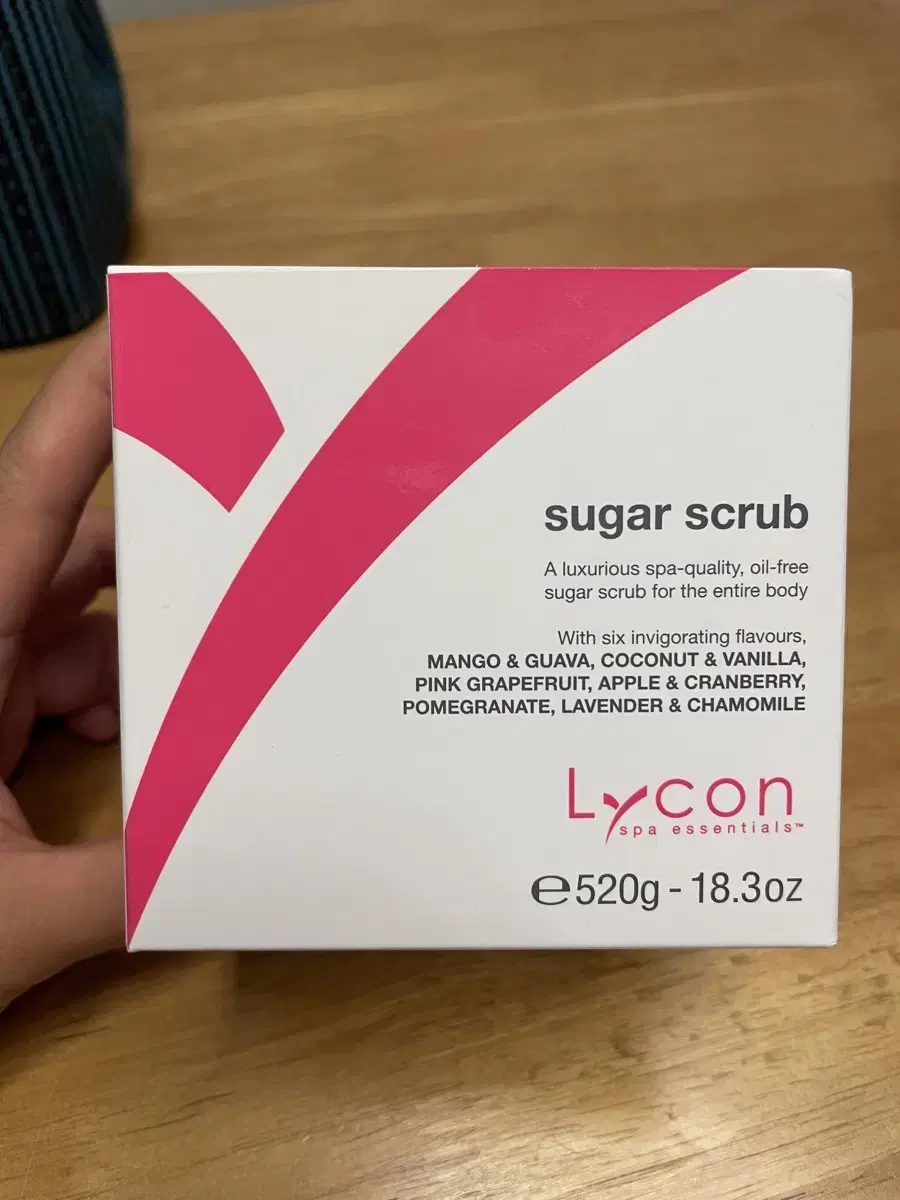 sugar scrub
A luxurious spa-quality, oil-free
sugar scrub for the entire body
With six invigorating flavours,
MANGO & GUAVA, COCONUT & VANILLA,
PINK GRAPEFRUIT, APPLE & CRANBERRY,
POMEGRANATE, LAVENDER & CHAMOMILE
Lycon
spa essentials™
℮520g - 18.3oz